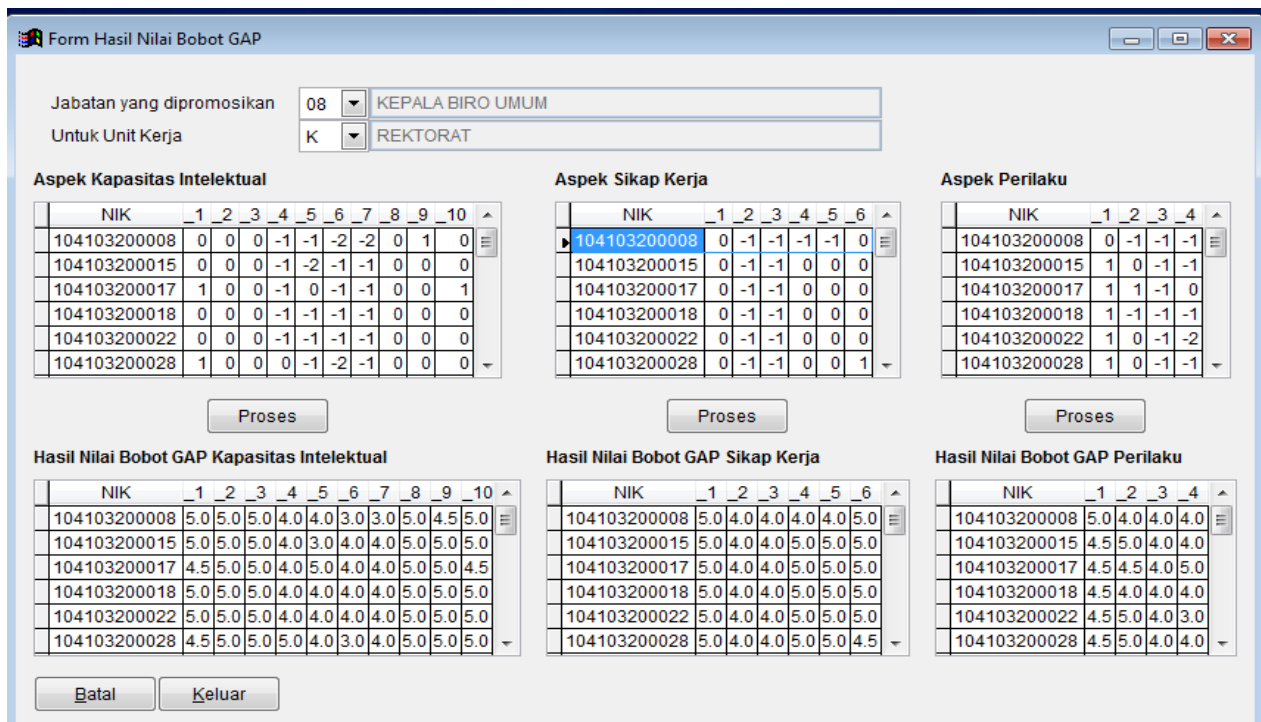 Form Hasil Nilai Bobot GAP
Jabatan yang dipromosikan 08 KEPALA BIRO UMUM
Untuk Unit Kerja K REKTORAT
Aspek Kapasitas Intelektual Aspek Sikap Kerja Aspek Perilaku
NIK _1 _2 _3 _4 _5 _6 _7 _8 _9 _10 NIK _1 _2 _3 _4 _5 _6 NIK _1 _2 _3 _4
104103200008 0 0 0 -1 -1 -2 -2 0 1 0 104103200008 0 -1 -1 -1 -1 0 104103200008 0 -1 -1 -1
104103200015 0 0 0 -1 -2 -1 -1 0 0 0 104103200015 0 -1 -1 0 0 0 104103200015 1 0 -1 -1
104103200017 1 0 0 -1 0 -1 -1 0 0 1 104103200017 0 -1 -1 0 0 0 104103200017 1 1 -1 0
104103200018 0 0 0 -1 -1 -1 -1 0 0 0 104103200018 0 -1 -1 0 0 0 104103200018 1 -1 -1 -1
104103200022 0 0 0 -1 -1 -1 -1 0 0 0 104103200022 0 -1 -1 0 0 0 104103200022 1 0 -1 -2
104103200028 1 0 0 0 -1 -2 -1 0 0 0 104103200028 0 -1 -1 0 0 1 104103200028 1 0 -1 -1
Proses Proses Proses
Hasil Nilai Bobot GAP Kapasitas Intelektual Hasil Nilai Bobot GAP Sikap Kerja Hasil Nilai Bobot GAP Perilaku
NIK _1 _2 _3 _4 _5 _6 _7 _8 _9 _10 NIK _1 _2 _3 _4 _5 _6 NIK _1 _2 _3 _4
104103200008 5.0 5.0 5.0 4.0 4.0 3.0 3.0 5.0 4.5 5.0 104103200008 5.0 4.0 4.0 4.0 4.0 5.0 104103200008 5.0 4.0 4.0 4.0
104103200015 5.0 5.0 5.0 4.0 3.0 4.0 4.0 5.0 5.0 5.0 104103200015 5.0 4.0 4.0 5.0 5.0 5.0 104103200015 4.5 5.0 4.0 4.0
104103200017 4.5 5.0 5.0 4.0 5.0 4.0 4.0 5.0 5.0 4.5 104103200017 5.0 4.0 4.0 5.0 5.0 5.0 104103200017 4.5 4.5 4.0 5.0
104103200018 5.0 5.0 5.0 4.0 4.0 4.0 4.0 5.0 5.0 5.0 104103200018 5.0 4.0 4.0 5.0 5.0 5.0 104103200018 4.5 4.0 4.0 4.0
104103200022 5.0 5.0 5.0 4.0 4.0 4.0 4.0 5.0 5.0 5.0 104103200022 5.0 4.0 4.0 5.0 5.0 5.0 104103200022 4.5 5.0 4.0 3.0
104103200028 4.5 5.0 5.0 5.0 4.0 3.0 4.0 5.0 5.0 5.0 104103200028 5.0 4.0 4.0 5.0 5.0 4.5 104103200028 4.5 5.0 4.0 4.0
Batal Keluar